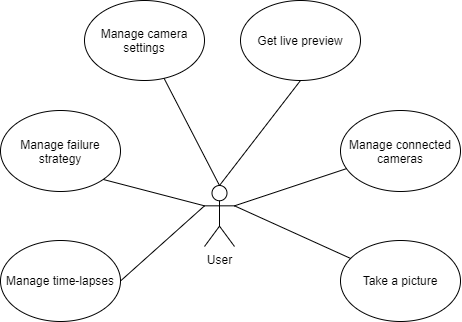 Manage camera
settings
Get live preview
Manage failure
strategy
Manage connected
cameras
User
Manage time-lapses
Take a picture